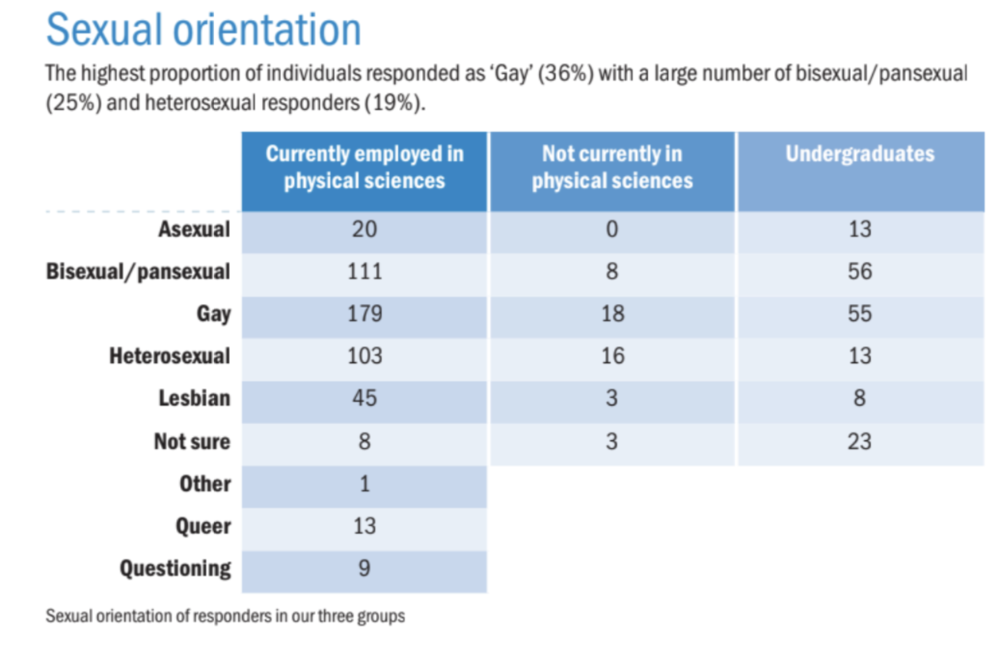 Sexual orientation
The highest proportion of individuals responded as ‘Gay’ (36%) with a large number of bisexual/pansexual
(25%) and heterosexual responders (19%).
Currently employed in physical sciences Not currently in physical sciences Undergraduates
Asexual 20 0 13
Bisexual/pansexual 111 8 56
Gay 179 18 55
Heterosexual 103 16 13
Lesbian 45 3 8
Not sure 8 3 23
Other 1
Queer 13
Questioning 9
Sexual orientation of responders in our three groups